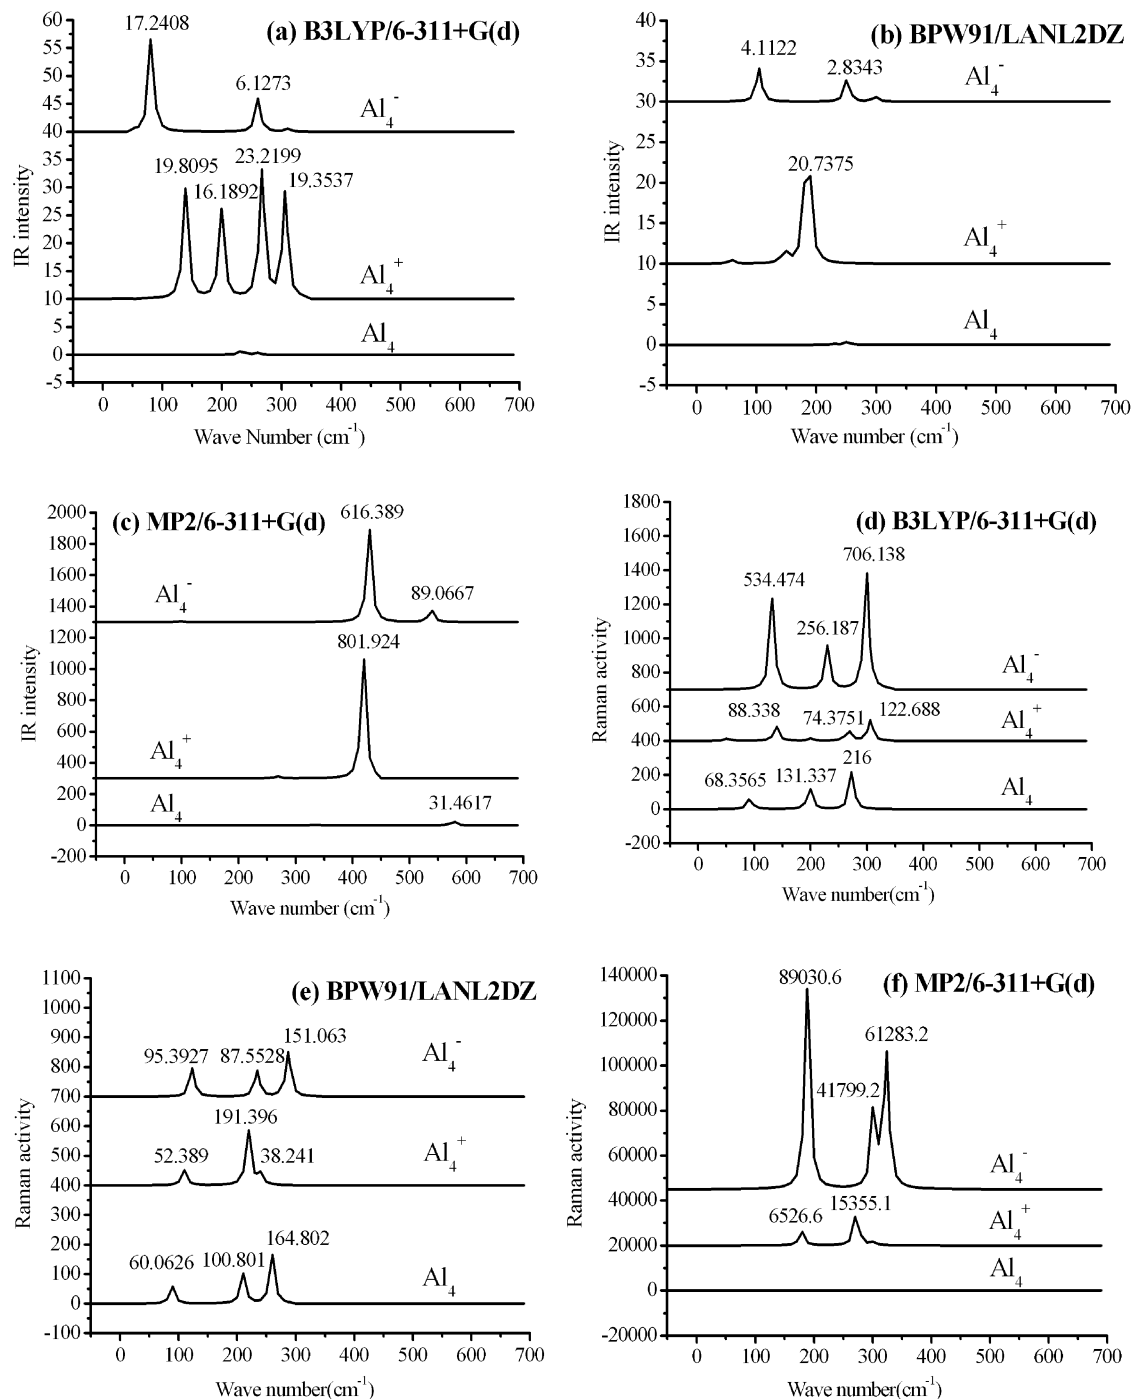 (a) B3LYP/6-311+G(d)
60
55
50
45
40
35
30
25
20
15
10
5
0
-5
IR intensity
17.2408
6.1273
Al4-
19.8095
16.1892
23.2199
19.3537
Al4+
Al4
0 100 200 300 400 500 600 700
Wave Number (cm-1)
(b) BPW91/LANL2DZ
40
35
30
25
20
15
10
5
0
-5
IR intensity
4.1122
2.8343
Al4-
20.7375
Al4+
Al4
0 100 200 300 400 500 600 700
Wave number (cm-1)
(c) MP2/6-311+G(d)
2000
1800
1600
1400
1200
1000
800
600
400
200
0
-200
IR intensity
616.389
89.0667
Al4-
801.924
Al4+
31.4617
Al4
0 100 200 300 400 500 600 700
Wave number (cm-1)
(d) B3LYP/6-311+G(d)
1800
1600
1400
1200
1000
800
600
400
200
0
-200
Raman activity
534.474
256.187
706.138
Al4-
88.338
74.3751
122.688
Al4+
68.3565
131.337
216
Al4
0 100 200 300 400 500 600 700
Wave number(cm-1)
(e) BPW91/LANL2DZ
1100
1000
900
800
700
600
500
400
300
200
100
0
-100
Raman activity
95.3927
87.5528
151.063
Al4-
52.389
191.396
38.241
Al4+
60.0626
100.801
164.802
Al4
0 100 200 300 400 500 600 700
Wave number(cm-1)
(f) MP2/6-311+G(d)
140000
120000
100000
80000
60000
40000
20000
0
-20000
Raman activity
89030.6
41799.2
61283.2
Al4-
6526.6
15355.1
Al4+
Al4
0 100 200 300 400 500 600 700
Wave number(cm-1)